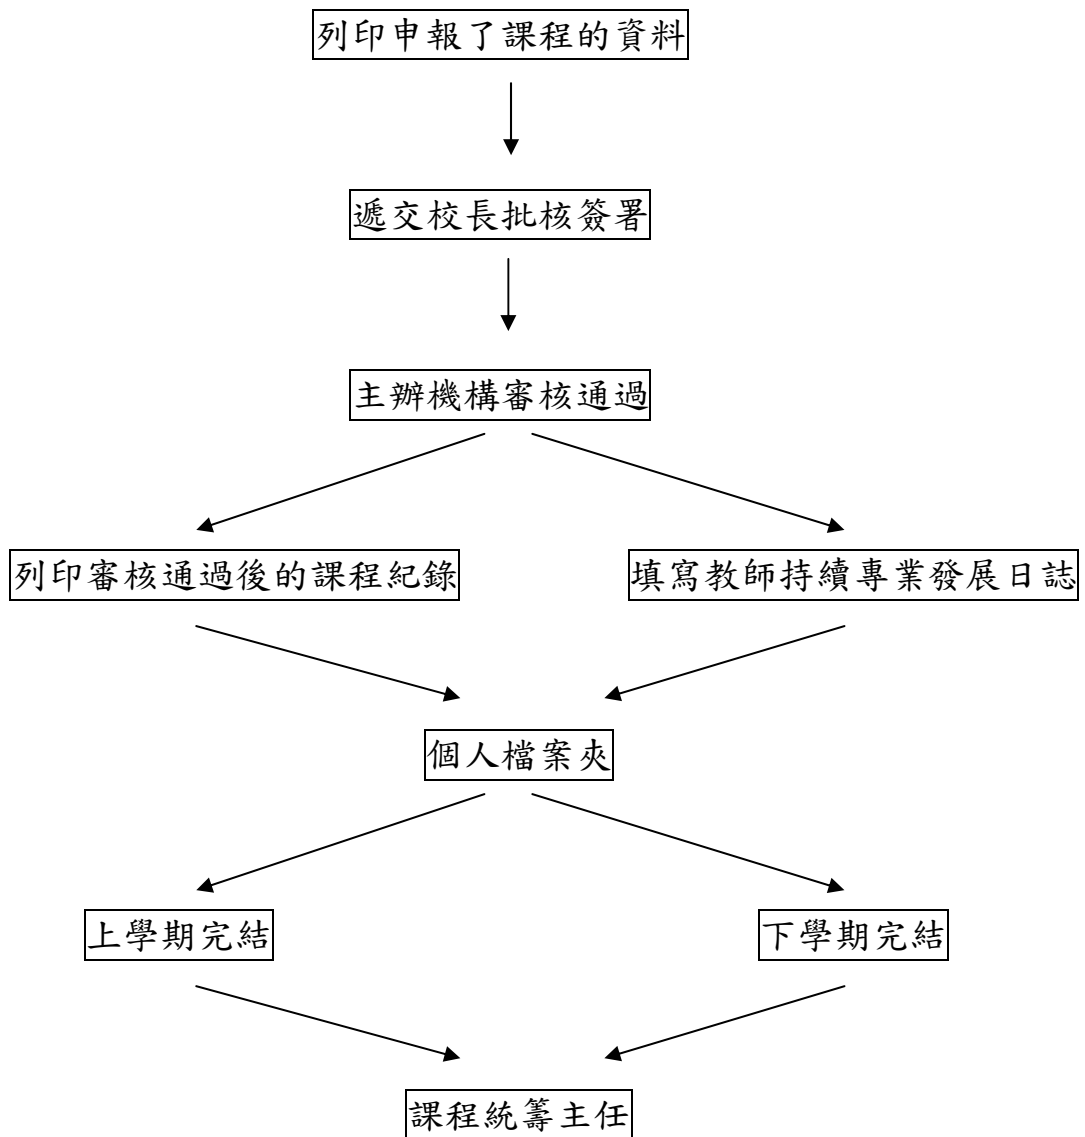 列印申報了課程的資料
遞交校長批核簽署
主辦機構審核通過
列印審核通過後的課程紀錄
填寫教師持續專業發展日誌
個人檔案夾
上學期完結
下學期完結
課程統籌主任